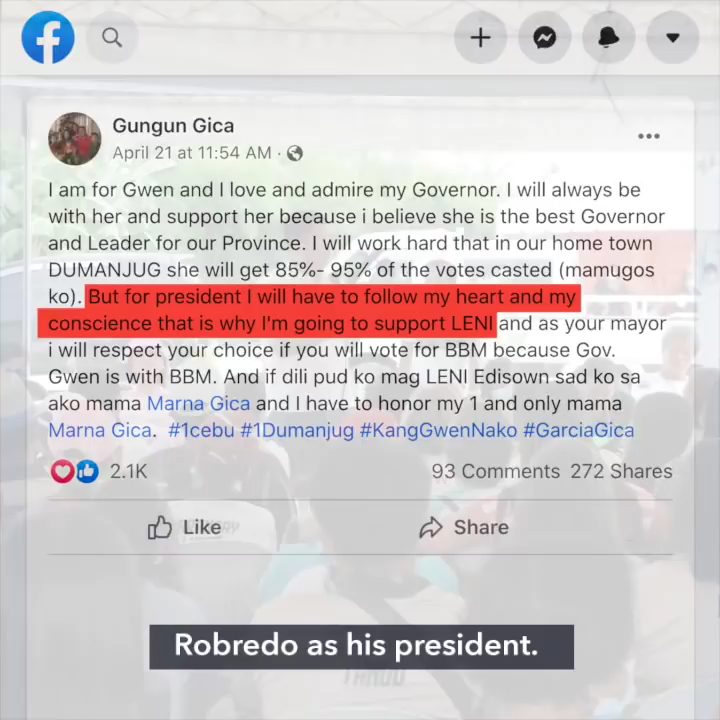 Gungun Gica
April 21 at 11:54 AM ·
I am for Gwen and I love and admire my Governor. I will always be
with her and support her because i believe she is the best Governor
and Leader for our Province. I will work hard that in our home town
DUMANJUG she will get 85%- 95% of the votes casted (mamugos
ko). But for president I will have to follow my heart and my
conscience that is why I'm going to support LENI and as your mayor
i will respect your choice if you will vote for BBM because Gov.
Gwen is with BBM. And if dili pud ko mag LENI Edisown sad ko sa
ako mama Marna Gica and I have to honor my 1 and only mama
Marna Gica. #1cebu #1Dumanjug #KangGwenNako #GarciaGica
2.1K 93 Comments 272 Shares
Like Share
Robredo as his president.